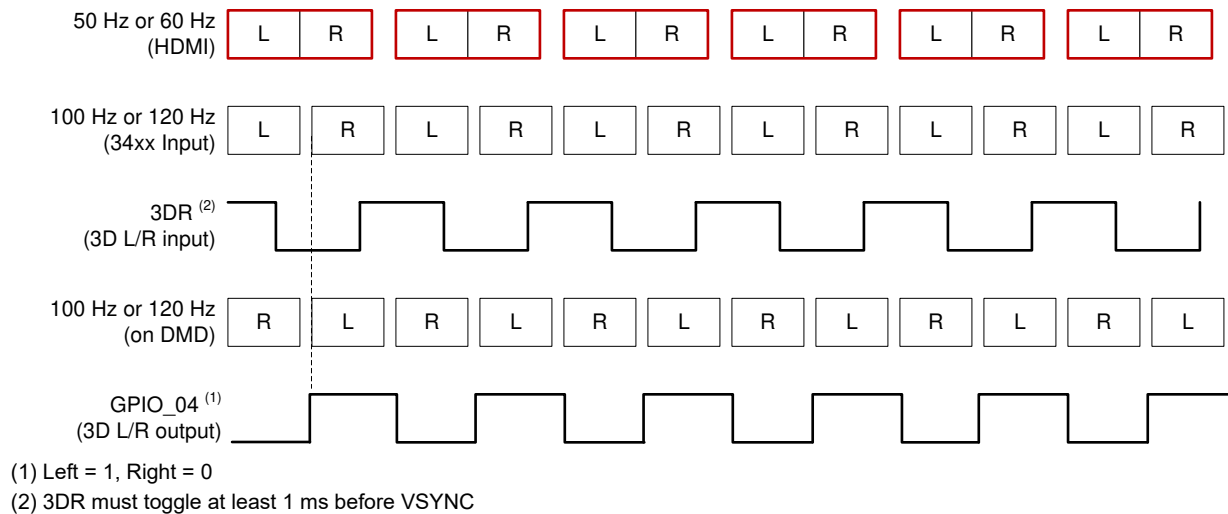 50 Hz or 60 Hz
(HDMI)
L R L R L R L R L R L R
100 Hz or 120 Hz
(34xx Input)
L R L R L R L R L R L R
3DR (2)
(3D L/R input)
100 Hz or 120 Hz
(on DMD)
R L R L R L R L R L R L
GPIO_04 (1)
(3D L/R output)
(1) Left = 1, Right = 0
(2) 3DR must toggle at least 1 ms before VSYNC